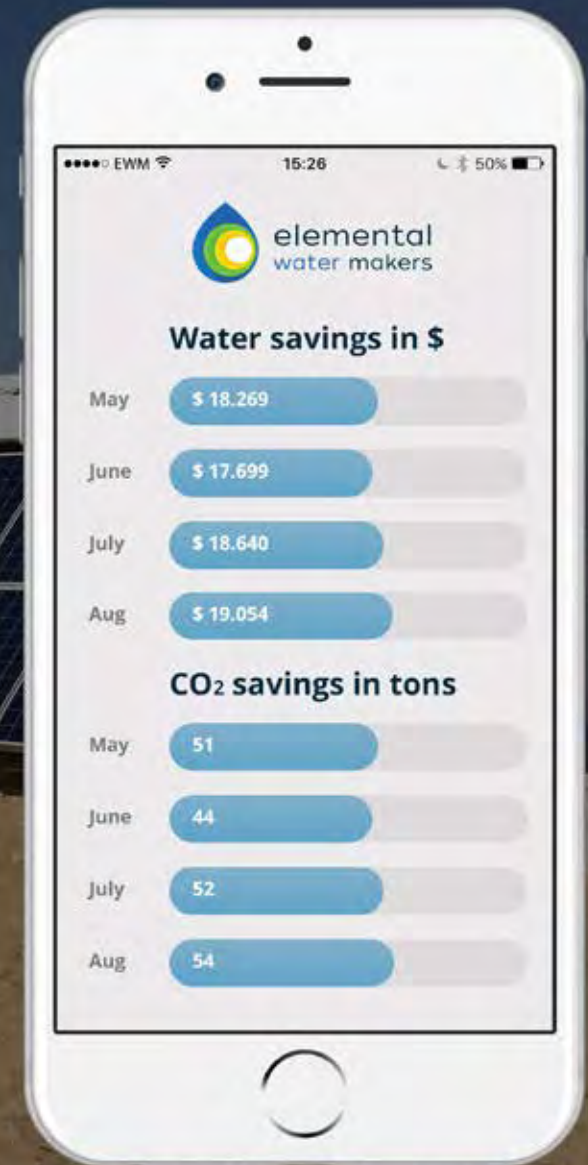 EWM 15:26 50%
elemental
water makers
Water savings in $
May $ 18.269
June $ 17.699
July $ 18.640
Aug $ 19.054
CO₂ savings in tons
May 51
June 44
July 52
Aug 54